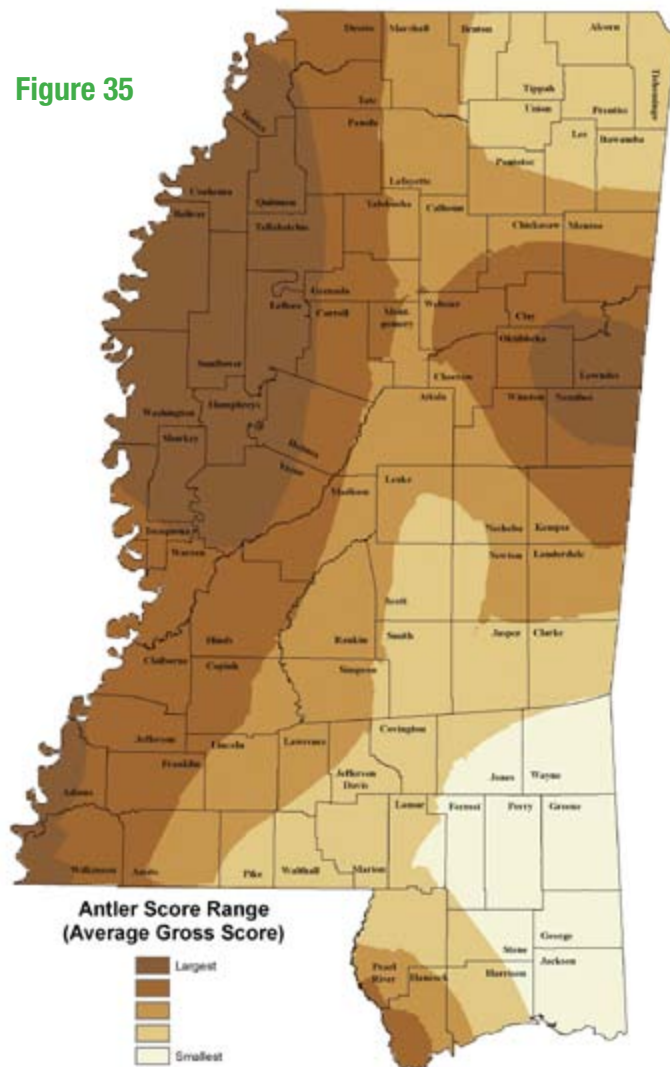 Figure 35
Desoto
Marshall
Benton
Alcorn
Tippah
Tishomingo
Tate
Union
Prentiss
Tunica
Panola
Lee
Itawamba
Pontotoc
Coahoma
Quitman
Lafayette
Bolivar
Yalobusha
Calhoun
Tallahatchie
Chickasaw
Monroe
Grenada
Leflore
Carroll
Mont-
gomery
Webster
Clay
Oktibbeha
Sunflower
Choctaw
Lowndes
Washington
Humphreys
Attala
Winston
Noxubee
Sharkey
Holmes
Yazoo
Madison
Leake
Issaquena
Neshoba
Kemper
Warren
Newton
Lauderdale
Scott
Hinds
Rankin
Smith
Jasper
Clarke
Claiborne
Copiah
Simpson
Jefferson
Lincoln
Lawrence
Covington
Franklin
Jefferson
Davis
Jones
Wayne
Adams
Lamar
Forrest
Perry
Greene
Wilkinson
Amite
Pike
Walthall
Marion
Antler Score Range
(Average Gross Score)
Largest
Smallest
Pearl
River
Hancock
Stone
Harrison
George
Jackson